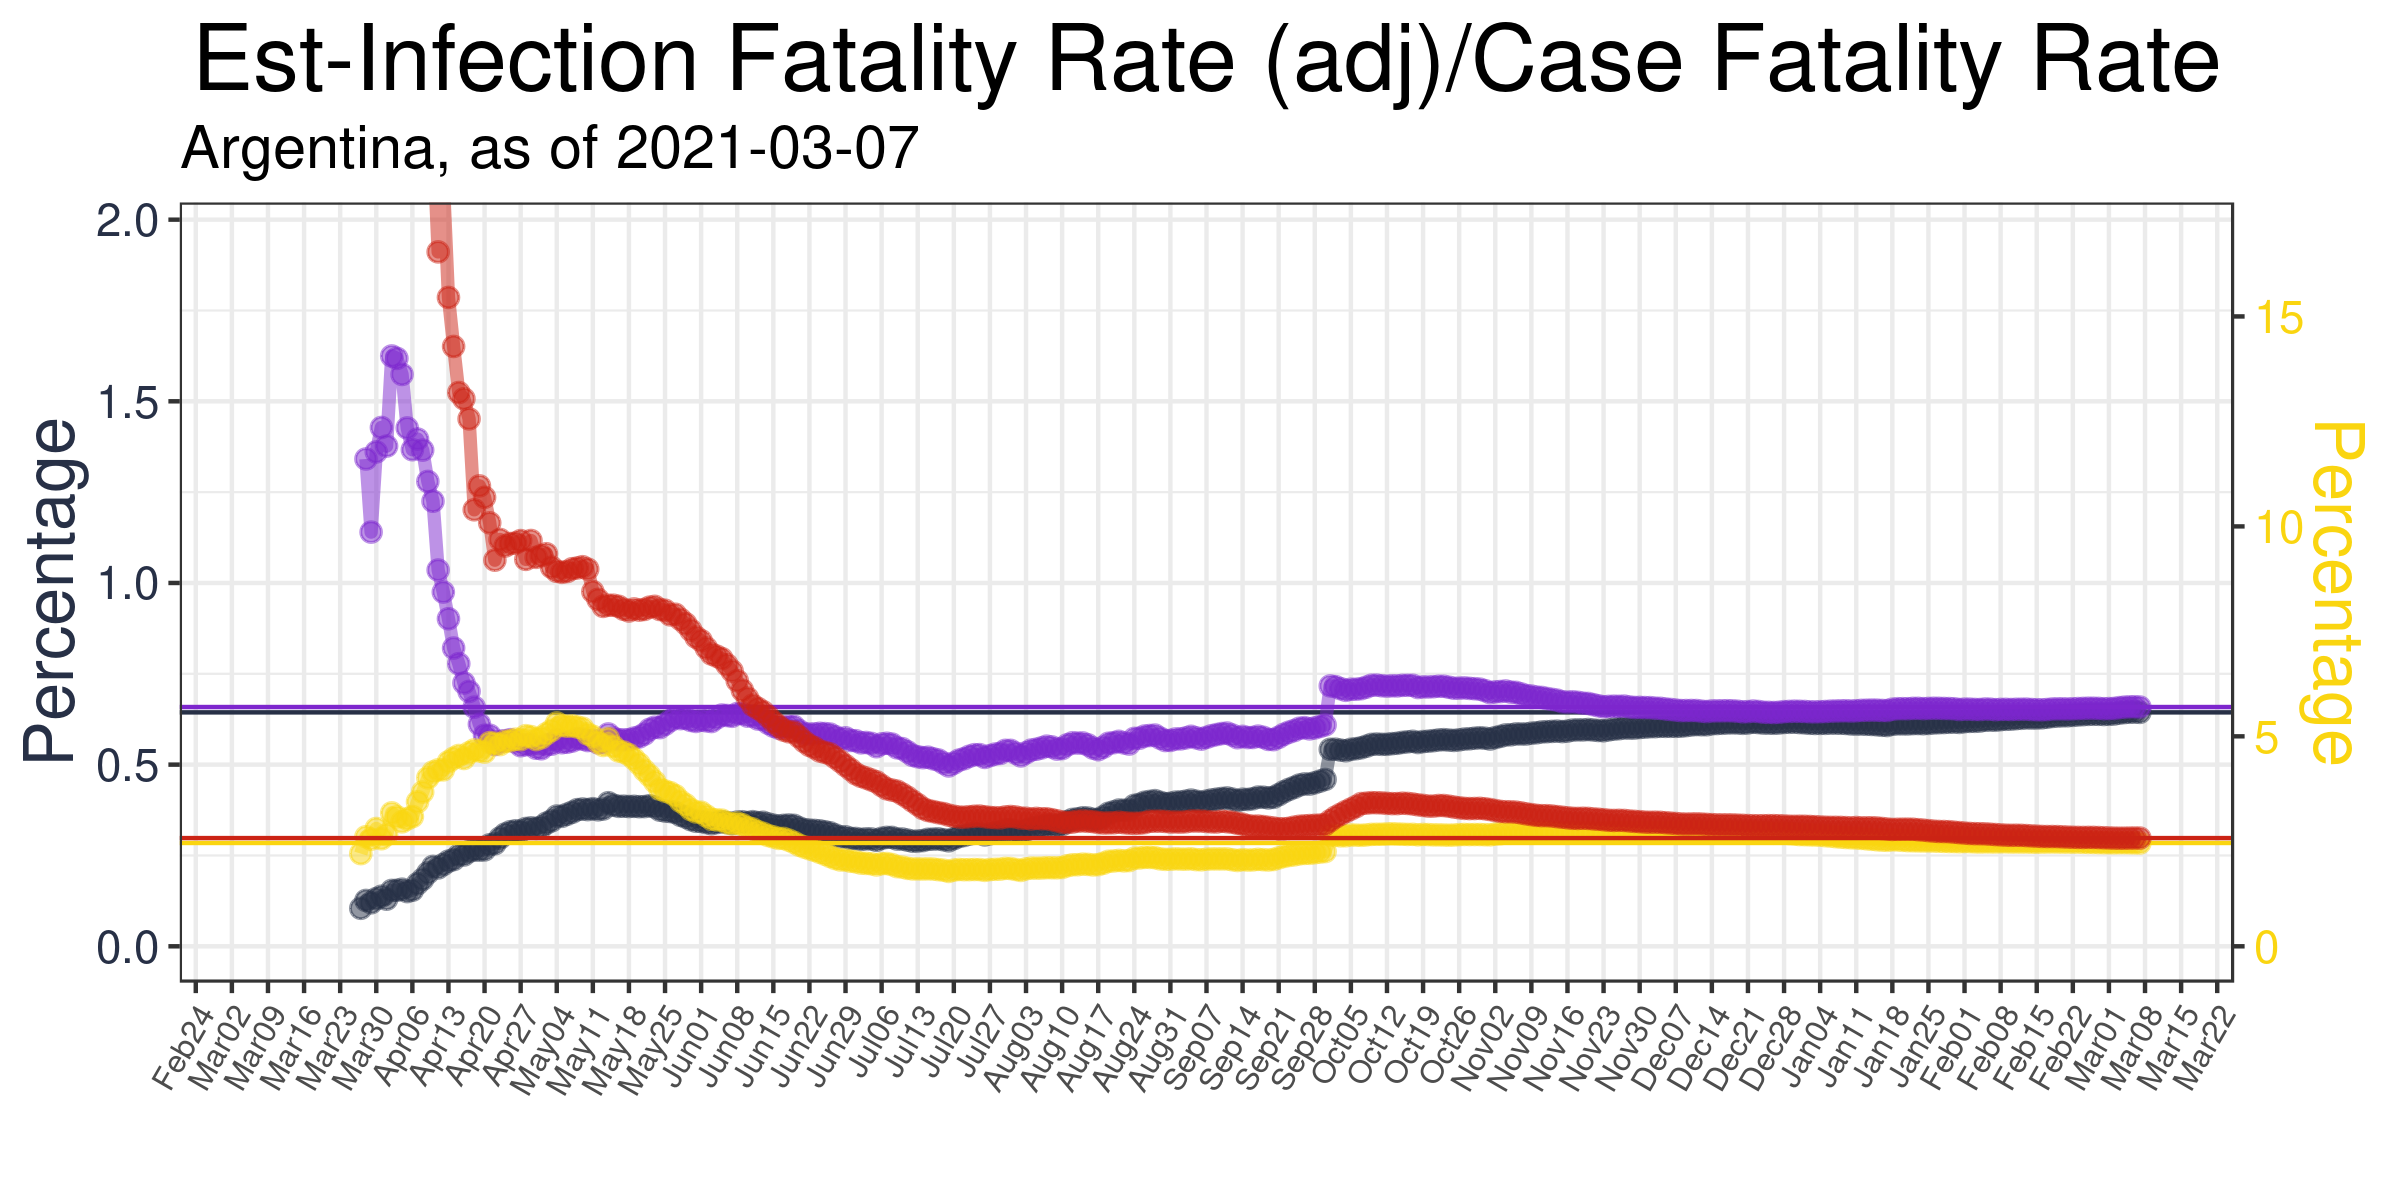 Est-Infection Fatality Rate (adj)/Case Fatality Rate
Argentina, as of 2021-03-07
Percentage
2.0
1.5
1.0
0.5
0.0
15
10
5
0
Percentage
Feb24
Mar02
Mar09
Mar16
Mar23
Mar30
Apr06
Apr13
Apr20
Apr27
May04
May11
May18
May25
Jun01
Jun08
Jun15
Jun22
Jun29
Jul06
Jul13
Jul20
Jul27
Aug03
Aug10
Aug17
Aug24
Aug31
Sep07
Sep14
Sep21
Sep28
Oct05
Oct12
Oct19
Oct26
Nov02
Nov09
Nov16
Nov23
Nov30
Dec07
Dec14
Dec21
Dec28
Jan04
Jan11
Jan18
Jan25
Feb01
Feb08
Feb15
Feb22
Mar01
Mar08
Mar15
Mar22